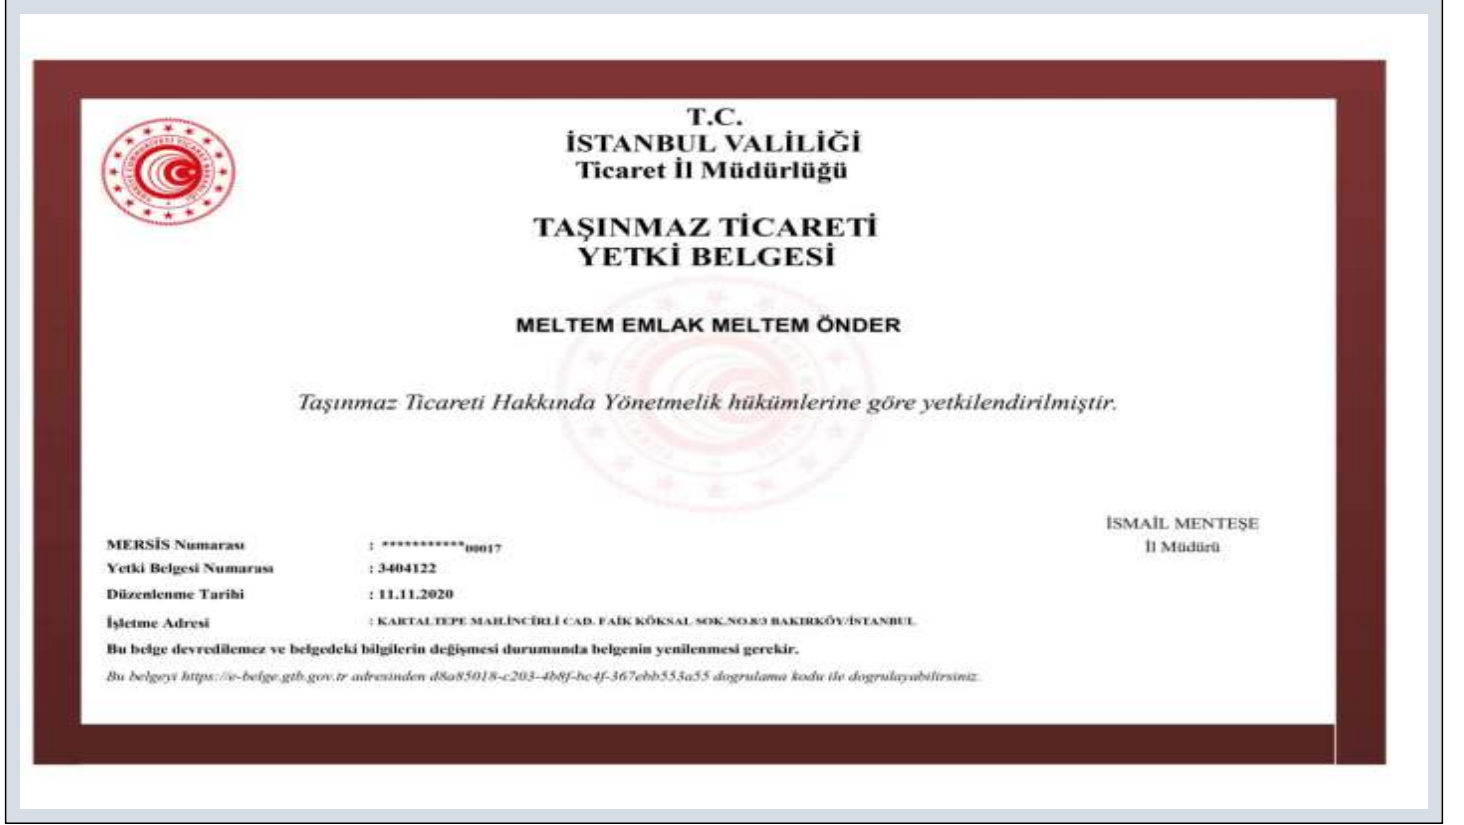 T.C.
İSTANBUL VALİLİĞİ
Ticaret İl Müdürlüğü
TAŞINMAZ TİCARETİ
YETKİ BELGESİ
MELTEM EMLAK MELTEM ÖNDER
Taşınmaz Ticareti Hakkında Yönetmelik hükümlerine göre yetkilendirilmiştir.
İSMAİL MENTEŞE
İl Müdürü
MERSİS Numarası : ***********00017
Yetki Belgesi Numarası : 3404122
Düzenlenme Tarihi : 11.11.2020
İşletme Adresi : KARTALTEPE MAH.İNCİRLİ CAD. FAİK KÖKSAL SOK.NO.8/3 BAKIRKÖY/İSTANBUL
Bu belge devredilemez ve belgedeki bilgilerin değişmesi durumunda belgenin yenilenmesi gerekir.
Bu belgeyi https://e-belge.gtb.gov.tr adresinden d8a85018-c203-4b8f-bc4f-367ebb553a55 dogrulama kodu ile dogrulayabilirsiniz.